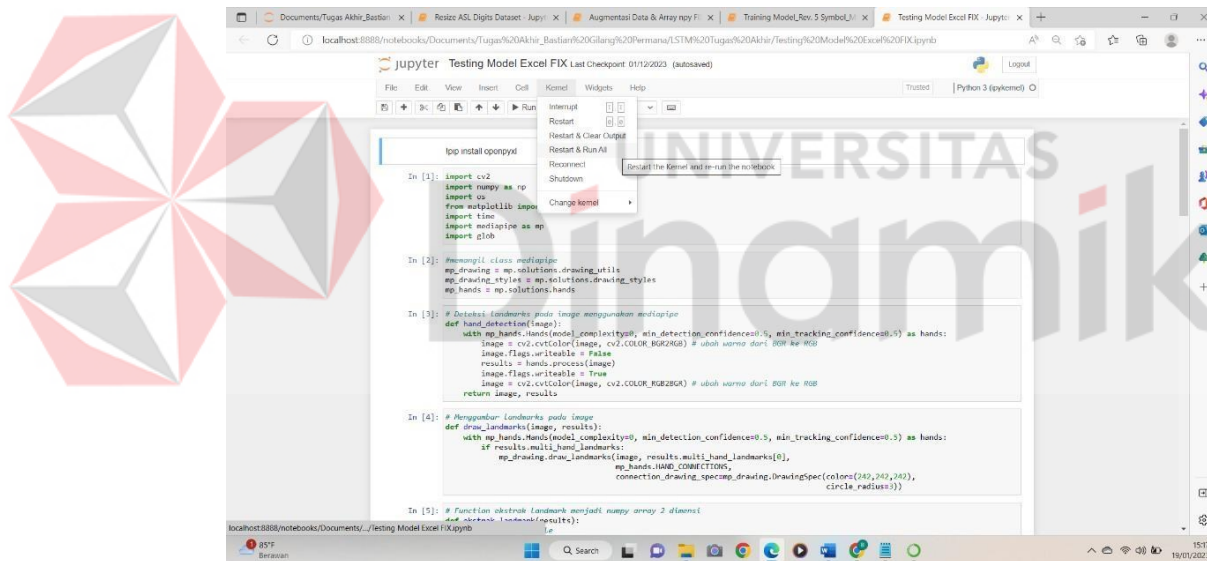 Documents/Tugas Akhir_Bastian
Resize ASL Digits Dataset - Jupyt
Augmentasi Data & Array npy Fi
Training Model_Rev. 5 Symbol_M
Testing Model Excel FIX - Jupyter
localhost:8888/notebooks/Documents/Tugas%20Akhir_Bastian%20Gilang%20Permana/LSTM%20Tugas%20Akhir/Testing%20Model%20Excel%20FIX.ipynb
jupyter Testing Model Excel FIX Last Checkpoint: 01/12/2023 (autosaved)
Logout
File Edit View Insert Cell Kernel Widgets Help
Trusted
Python 3 (ipykernel)
Run
Interrupt
Restart
Restart & Clear Output
Restart & Run All
Reconnect
Shutdown
Change kernel
Restart the Kernel and re-run the notebook
UNIVERSITAS
Dinamik
!pip install oponpyxl
In [1]: import cv2
import numpy as np
import os
from matplotlib impo
import time
import mediapipe as mp
import glob
In [2]: #memangil class mediapipe
mp_drawing = mp.solutions.drawing_utils
mp_drawing_styles = mp.solutions.drawing_styles
mp_hands = mp.solutions.hands
In [3]: # Deteksi Landmarks pada image menggunakan mediapipe
def hand_detection(image):
with mp_hands.Hands(model_complexity=0, min_detection_confidence=0.5, min_tracking_confidence=0.5) as hands:
image = cv2.cvtColor(image, cv2.COLOR_BGR2RGB) # ubah warna dari BGR ke RGB
image.flags.writeable = False
results = hands.process(image)
image.flags.writeable = True
image = cv2.cvtColor(image, cv2.COLOR_RGB2BGR) # ubah warna dari BGR ke RGB
return image, results
In [4]: # Menggambar landmarks pada image
def draw_landmarks(image, results):
with mp_hands.Hands(model_complexity=0, min_detection_confidence=0.5, min_tracking_confidence=0.5) as hands:
if results.multi_hand_landmarks:
mp_drawing.draw_landmarks(image, results.multi_hand_landmarks[0],
mp_hands.HAND_CONNECTIONS,
connection_drawing_spec=mp_drawing.DrawingSpec(color=(242,242,242),
circle_radius=3))
In [5]: # Function ekstrak landmark menjadi numpy array 2 dimensi
def ekstrak_landmark(results):
localhost:8888/notebooks/Documents/.../Testing Model Excel FIX.ipynb
85°F
Berawan
Search
19/01/202